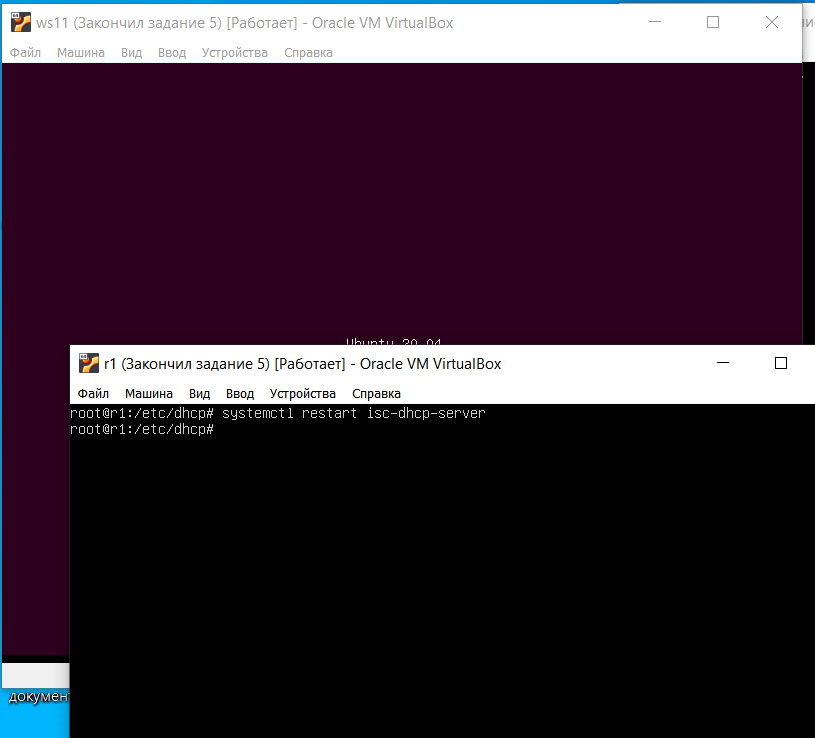 ws11 (Закончил задание 5) [Работает] - Oracle VM VirtualBox
Файл Машина Вид Ввод Устройства Справка
Ubuntu 20.04
r1 (Закончил задание 5) [Работает] - Oracle VM VirtualBox
Файл Машина Вид Ввод Устройства Справка
root@r1:/etc/dhcp# systemctl restart isc-dhcp-server
root@r1:/etc/dhcp#
документ